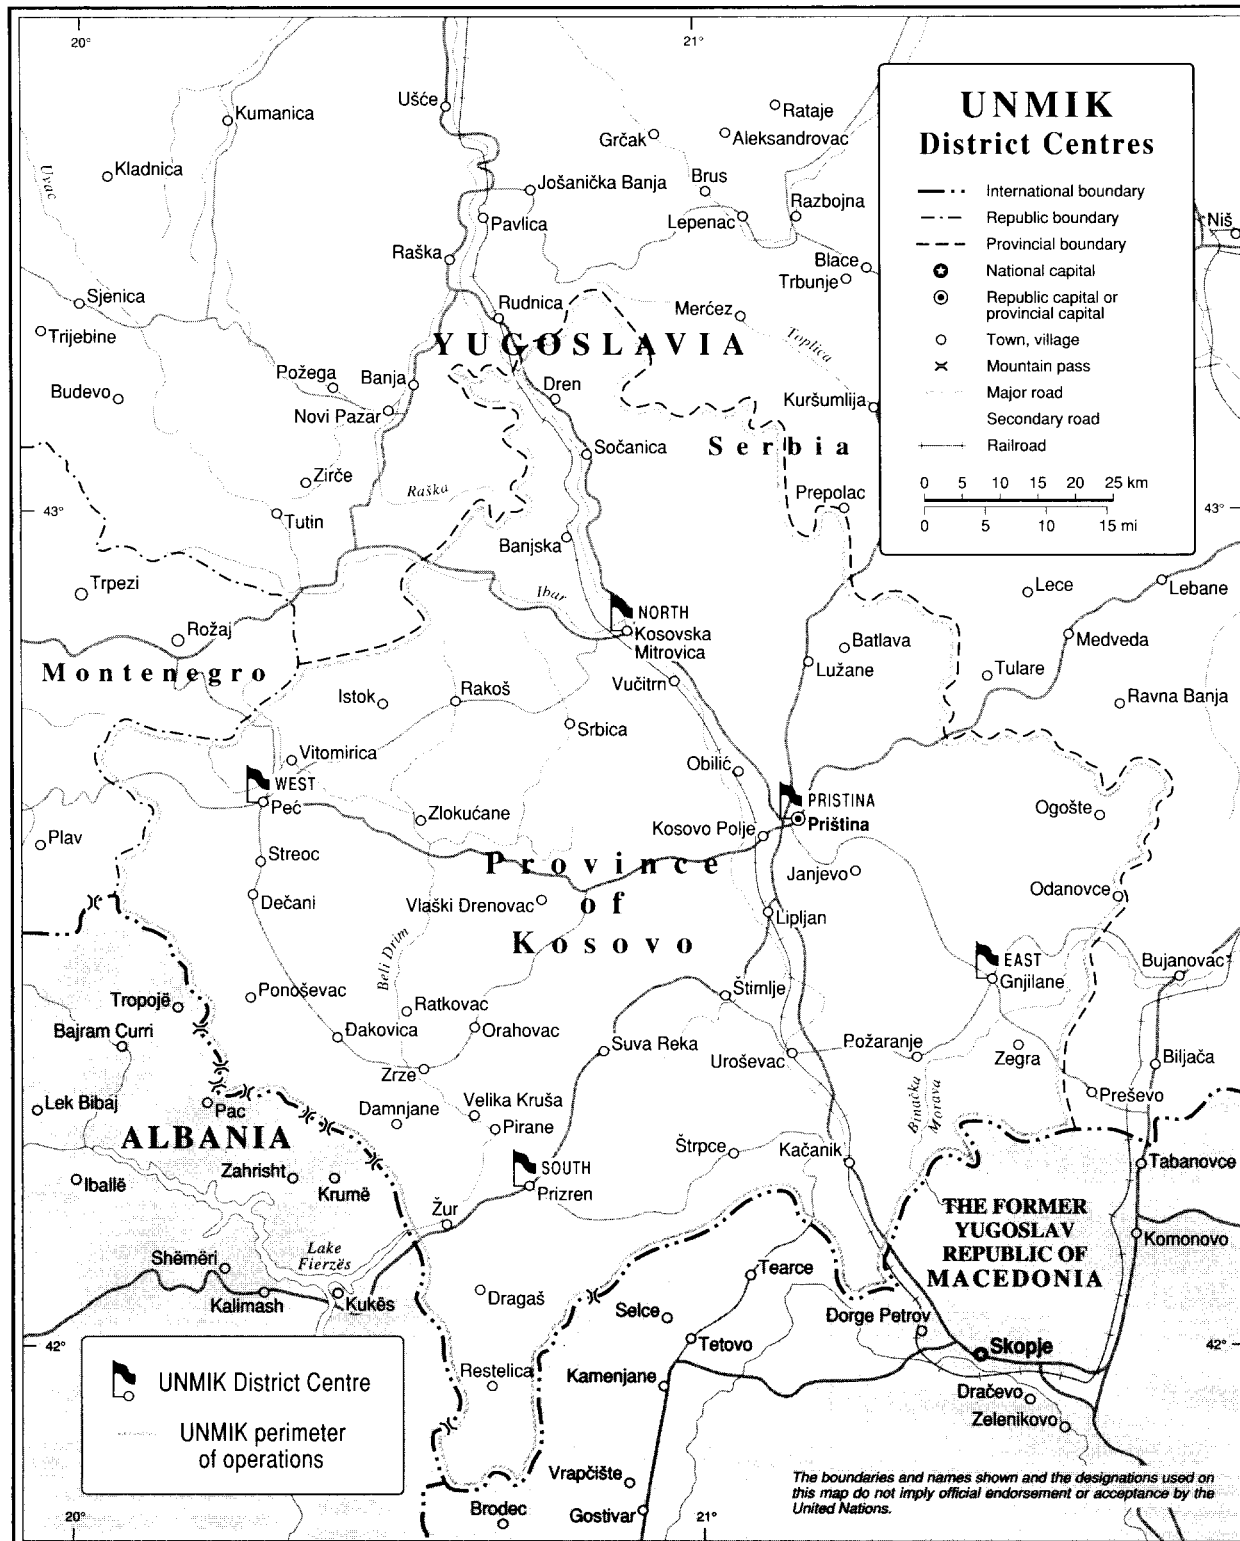 20°
21°
UNMIK
District Centres
International boundary
Republic boundary
Provincial boundary
National capital
Republic capital or
provincial capital
Town, village
Mountain pass
Major road
Secondary road
Railroad
0 5 10 15 20 25 km
0 5 10 15 mi
Ušće
Kumanica
Rataje
Grčak
Aleksandrovac
Kladnica
Uvac
Jošanička Banja
Brus
Pavlica
Lepenac
Razbojna
Niš
Raška
Blace
Trbunje
Sjenica
Rudnica
Merćez
Trijebine
YUGOSLAVIA
Toplica
Požega
Banja
Budevo
Dren
Novi Pazar
Kuršumlija
Serbia
Sočanica
Zirče
Raška
Prepolac
43°
43°
Tutin
Banjska
Trpezi
Ibar
Lece
Lebane
NORTH
Kosovska
Mitrovica
Rožaj
Batlava
Medveda
Lužane
Montenegro
Vučitrn
Tulare
Istok
Rakoš
Ravna Banja
Srbica
Vitomirica
Obilić
WEST
Peć
PRISTINA
Priština
Zlokućane
Ogošte
Kosovo Polje
Plav
Streoc
Province
of
Kosovo
Janjevo
Dečani
Vlaški Drenovac
Odanovce
Lipljan
Beli Drim
EAST
Gnjilane
Bujanovac
Ponoševac
Štimlje
Tropojë
Ratkovac
Bajram Curri
Đakovica
Orahovac
Suva Reka
Uroševac
Požaranje
Zegra
Biljača
Zrze
Lek Bibaj
Pac
Damnjane
Velika Kruša
Binačka
Morava
Preševo
ALBANIA
Pirane
Štrpce
Kačanik
Tabanovce
Iballë
Zahrisht
Krumë
SOUTH
Prizren
THE FORMER
YUGOSLAV
REPUBLIC OF
MACEDONIA
Žur
Komonovo
Lake
Fierzës
Shëmëri
Tearce
Kalimash
Kukës
Dragaš
Selce
Đorge Petrov
42°
42°
Tetovo
Skopje
UNMIK District Centre
UNMIK perimeter
of operations
Restelica
Kamenjane
Dračevo
Zelenikovo
Vrapčište
The boundaries and names shown and the designations used on
this map do not imply official endorsement or acceptance by the
United Nations.
Brodec
Gostivar
20°
21°